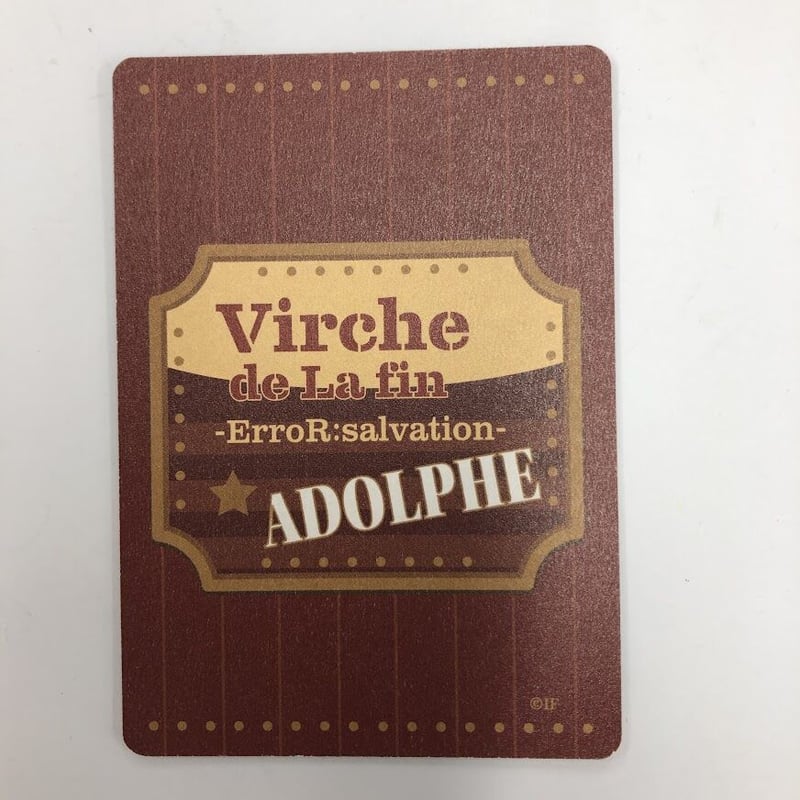 Virche
de La fin
-ErroR:salvation-
ADOLPHE
©IF